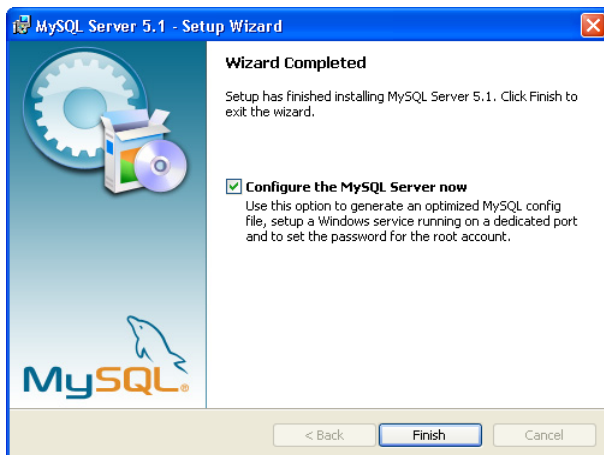 MySQL Server 5.1 - Setup Wizard
Wizard Completed
Setup has finished installing MySQL Server 5.1. Click Finish to
exit the wizard.
Configure the MySQL Server now
Use this option to generate an optimized MySQL config
file, setup a Windows service running on a dedicated port
and to set the password for the root account.
MySQL®
< Back Finish Cancel